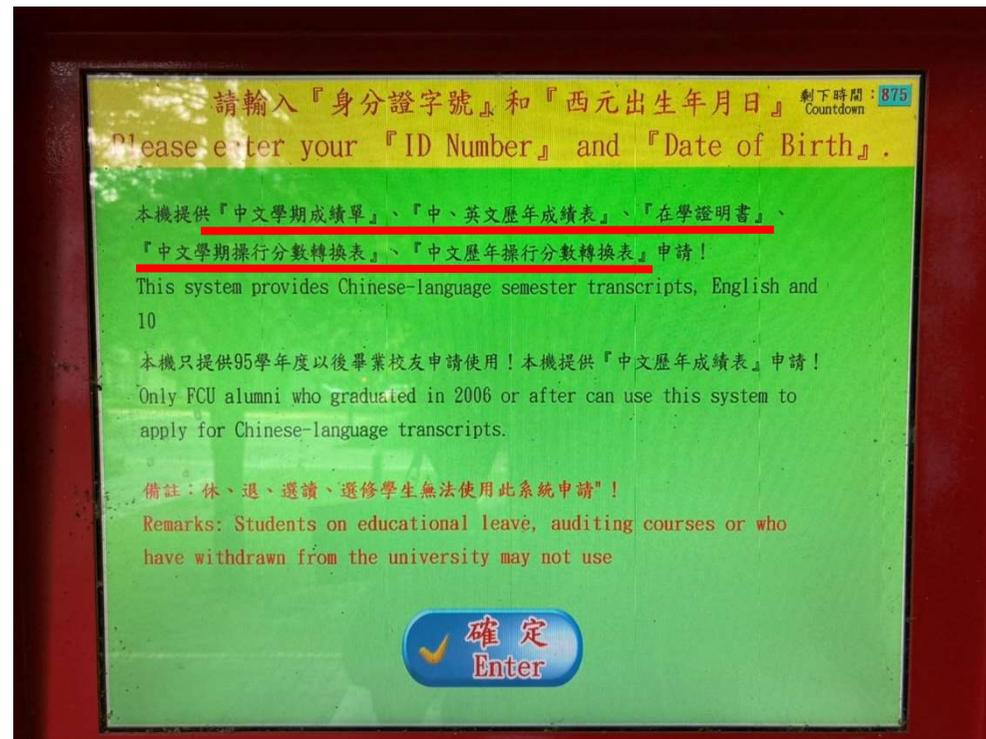 請輸入『身分證字號』和『西元出生年月日』
剩下時間：875
Countdown
Please enter your 『ID Number』 and 『Date of Birth』.
本機提供『中文學期成績單』、『中、英文歷年成績表』、『在學證明書』、
『中文學期操行分數轉換表』、『中文歷年操行分數轉換表』申請！
This system provides Chinese-language semester transcripts, English and
10
本機只提供95學年度以後畢業校友申請使用！本機提供『中文歷年成績表』申請！
Only FCU alumni who graduated in 2006 or after can use this system to
apply for Chinese-language transcripts.
備註：休、退、選讀、選修學生無法使用此系統申請"！
Remarks: Students on educational leave, auditing courses or who
have withdrawn from the university may not use
確定
Enter